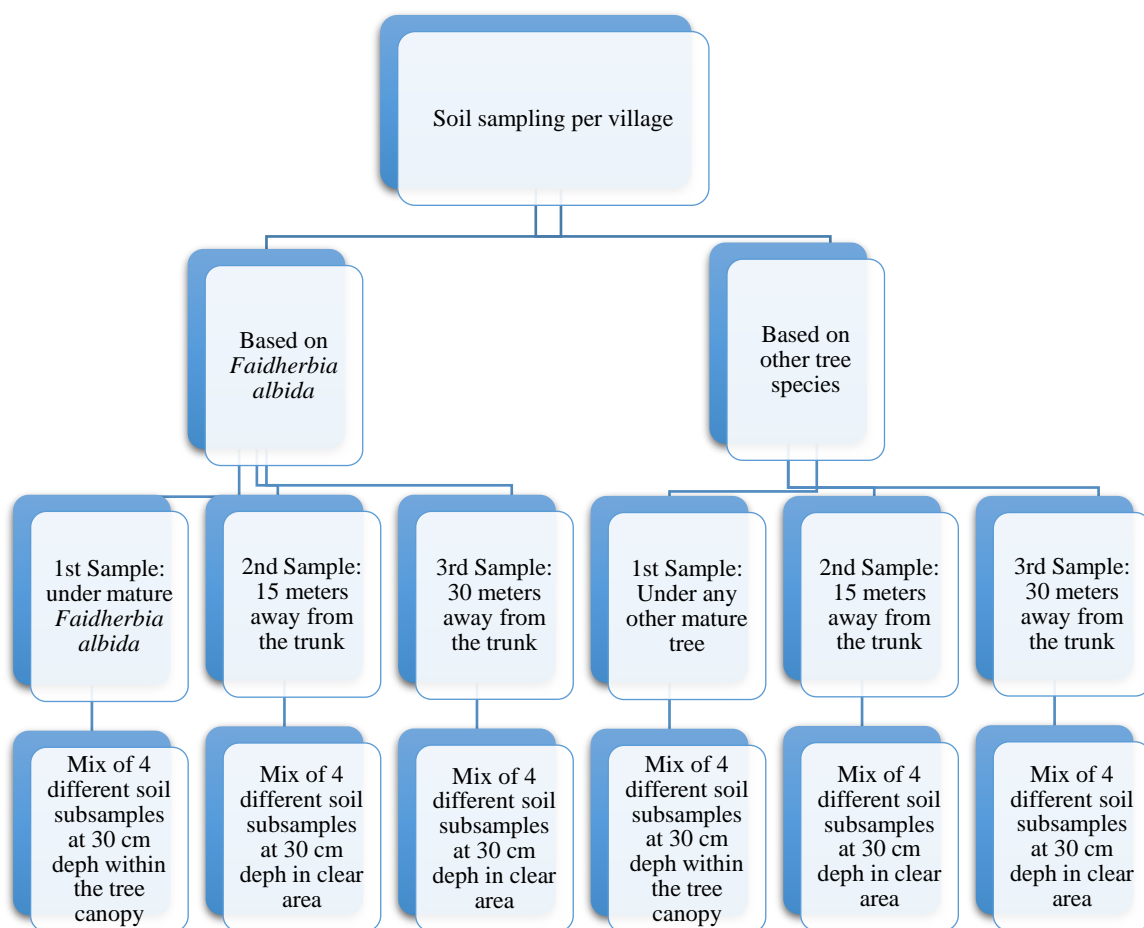 Soil sampling per village
Based on
Faidherbia
albida
Based on
other tree
species
1st Sample:
under mature
Faidherbia
albida
2nd Sample:
15 meters
away from
the trunk
3rd Sample:
30 meters
away from
the trunk
1st Sample:
Under any
other mature
tree
2nd Sample:
15 meters
away from
the trunk
3rd Sample:
30 meters
away from
the trunk
Mix of 4
different soil
subsamples
at 30 cm
deph within
the tree
canopy
Mix of 4
different soil
subsamples
at 30 cm
deph in clear
area
Mix of 4
different soil
subsamples
at 30 cm
deph in clear
area
Mix of 4
different soil
subsamples
at 30 cm
deph within
the tree
canopy
Mix of 4
different soil
subsamples
at 30 cm
deph in clear
area
Mix of 4
different soil
subsamples
at 30 cm
deph in clear
area